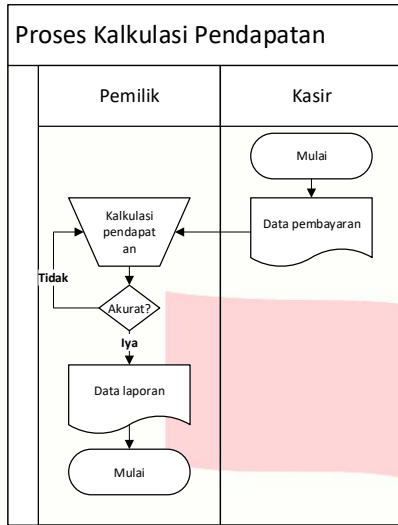 Proses Kalkulasi Pendapatan
Pemilik
Kasir
Mulai
Data pembayaran
Kalkulasi
pendapat
an
Tidak
Akurat?
Iya
Data laporan
Mulai